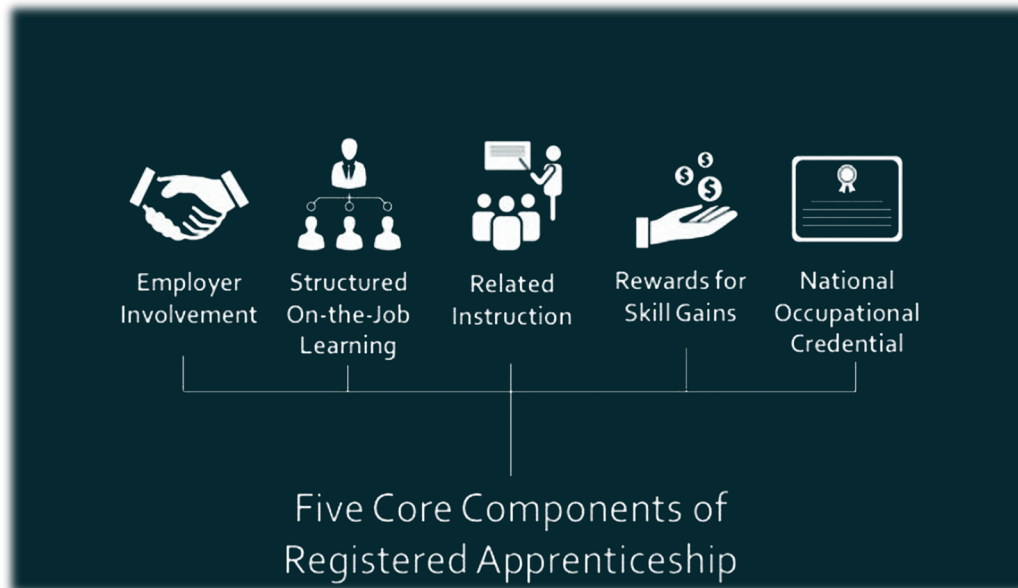 Employer
Involvement
Structured
On-the-Job
Learning
Related
Instruction
Rewards for
Skill Gains
National
Occupational
Credential
Five Core Components of
Registered Apprenticeship